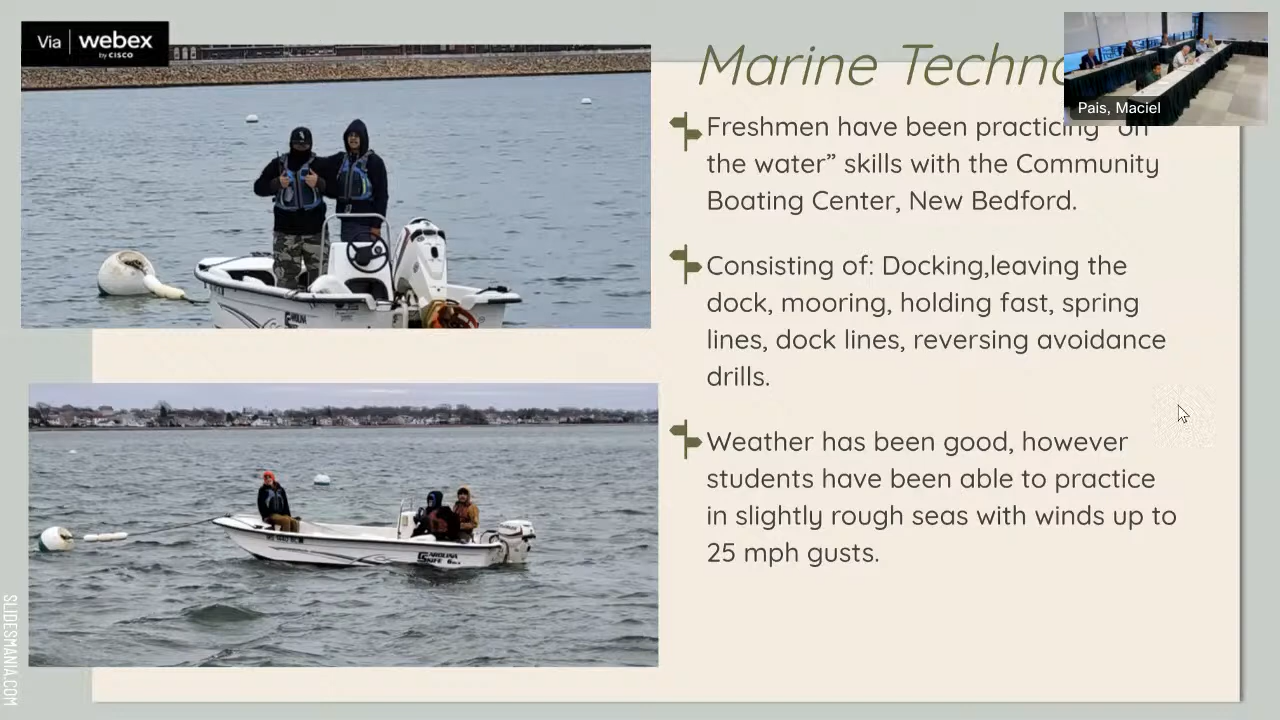 Via webex
by CISCO
Marine Techno
Pais, Maciel
Freshmen have been practicing “on
the water” skills with the Community
Boating Center, New Bedford.
Consisting of: Docking,leaving the
dock, mooring, holding fast, spring
lines, dock lines, reversing avoidance
drills.
Weather has been good, however
students have been able to practice
in slightly rough seas with winds up to
25 mph gusts.
CAROLINA
SKIFF
SLIDESMANIA.COM